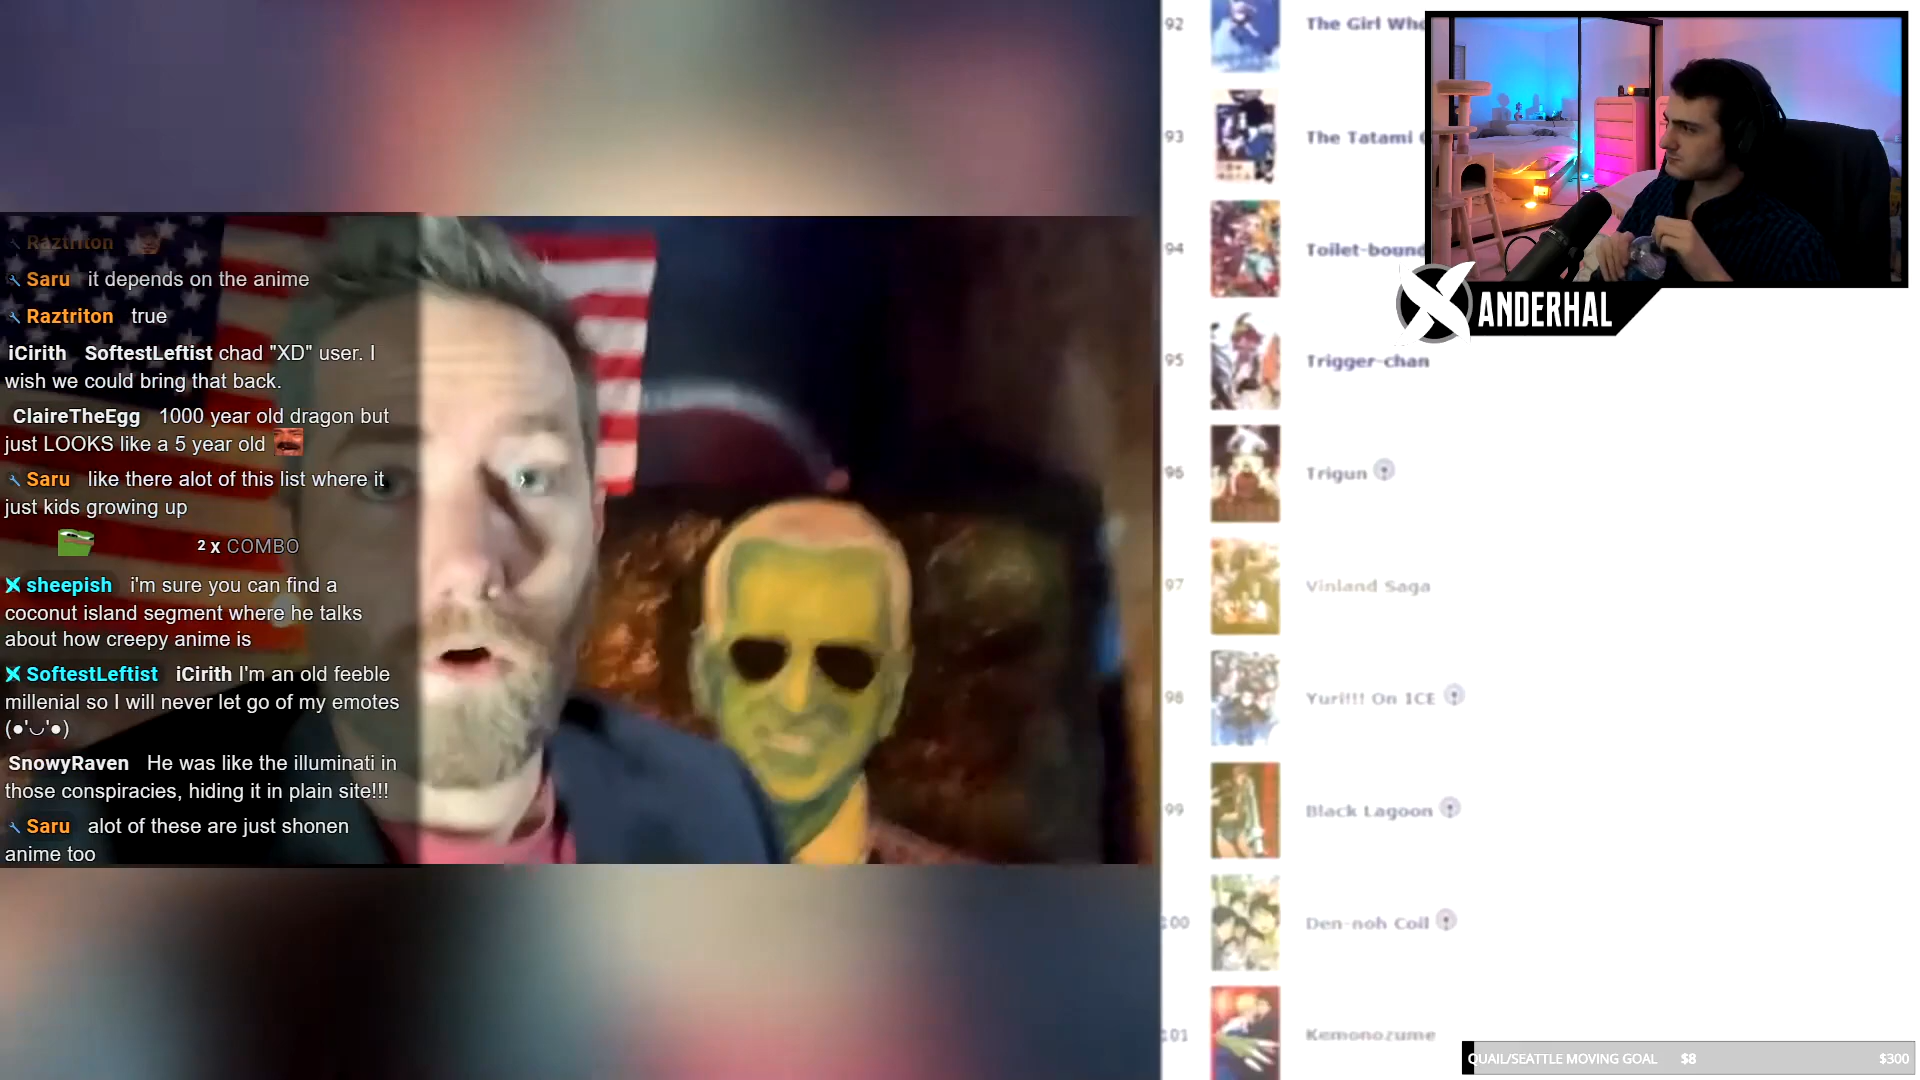 Raztriton
Saru it depends on the anime
Raztriton true
iCirith SoftestLeftist chad "XD" user. I
wish we could bring that back.
ClaireTheEgg 1000 year old dragon but
just LOOKS like a 5 year old
Saru like there alot of this list where it
just kids growing up
2 x COMBO
sheepish i'm sure you can find a
coconut island segment where he talks
about how creepy anime is
SoftestLeftist iCirith I'm an old feeble
millenial so I will never let go of my emotes
(●'◡'●)
SnowyRaven He was like the illuminati in
those conspiracies, hiding it in plain site!!!
Saru alot of these are just shonen
anime too
92 The Girl Who
93 The Tatami
94 Toilet-bound
95 Trigger-chan
96 Trigun
97 Vinland Saga
98 Yuri!!! On ICE
99 Black Lagoon
100 Den-noh Coil
101 Kemonozume
XANDERHAL
QUAIL/SEATTLE MOVING GOAL $8 $300